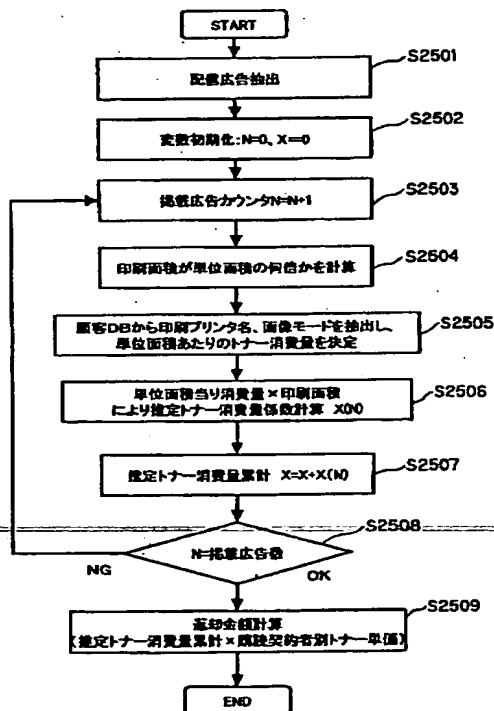 START
S2501
配信広告抽出
S2502
変数初期化:N=0、X=0
S2503
掲載広告カウンタN=N+1
S2504
印刷面積が単位面積の何倍かを計算
S2505
顧客DBから印刷プリンタ名、画像モードを抽出し、
単位面積あたりのトナー消費量を決定
S2506
単位面積当り消費量×印刷面積
により推定トナー消費量係数計算 X(N)
S2507
推定トナー消費量累計 X=X+X(N)
S2508
N=掲載広告数
NG
OK
S2509
返却金額計算
(推定トナー消費量累計×購読契約者別トナー単価)
END